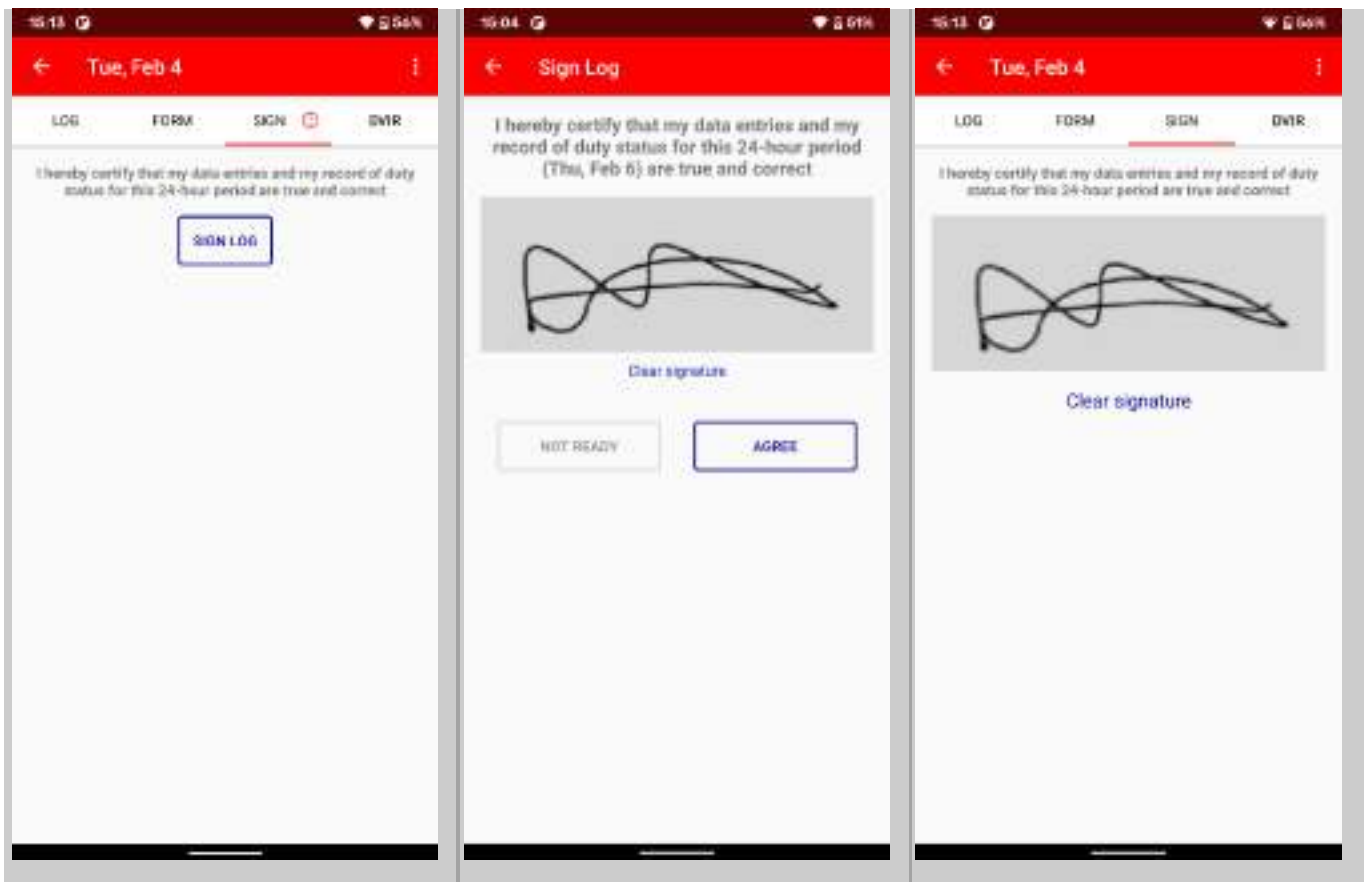 15:13 56%
Tue, Feb 4
LOG FORM SIGN DVIR
I hereby certify that my data entries and my record of duty
status for this 24-hour period are true and correct
SIGN LOG
15:04 51%
Sign Log
I hereby certify that my data entries and my
record of duty status for this 24-hour period
(Thu, Feb 6) are true and correct
Clear signature
NOT READY AGREE
15:13 56%
Tue, Feb 4
LOG FORM SIGN DVIR
I hereby certify that my data entries and my record of duty
status for this 24-hour period are true and correct
Clear signature